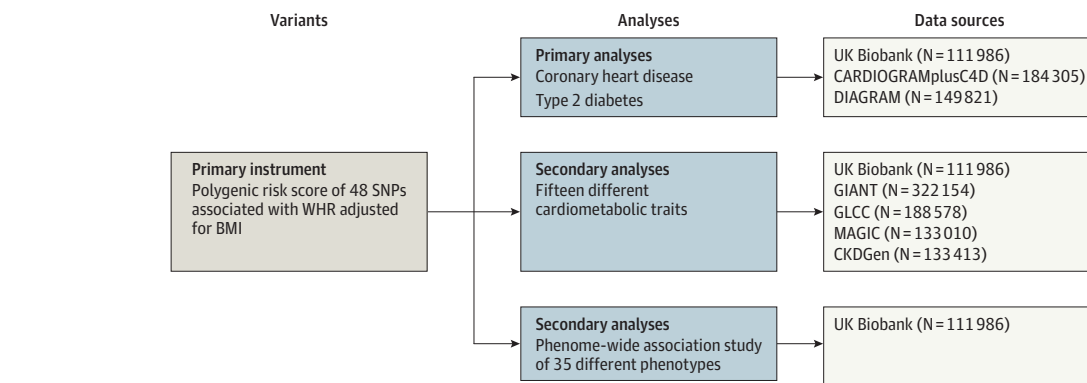 Variants
Analyses
Data sources
Primary instrument
Polygenic risk score of 48 SNPs
associated with WHR adjusted
for BMI
Primary analyses
Coronary heart disease
Type 2 diabetes
UK Biobank (N = 111 986)
CARDIOGRAMplusC4D (N = 184 305)
DIAGRAM (N = 149 821)
Secondary analyses
Fifteen different
cardiometabolic traits
UK Biobank (N = 111 986)
GIANT (N = 322 154)
GLCC (N = 188 578)
MAGIC (N = 133 010)
CKDGen (N = 133 413)
Secondary analyses
Phenome-wide association study
of 35 different phenotypes
UK Biobank (N = 111 986)